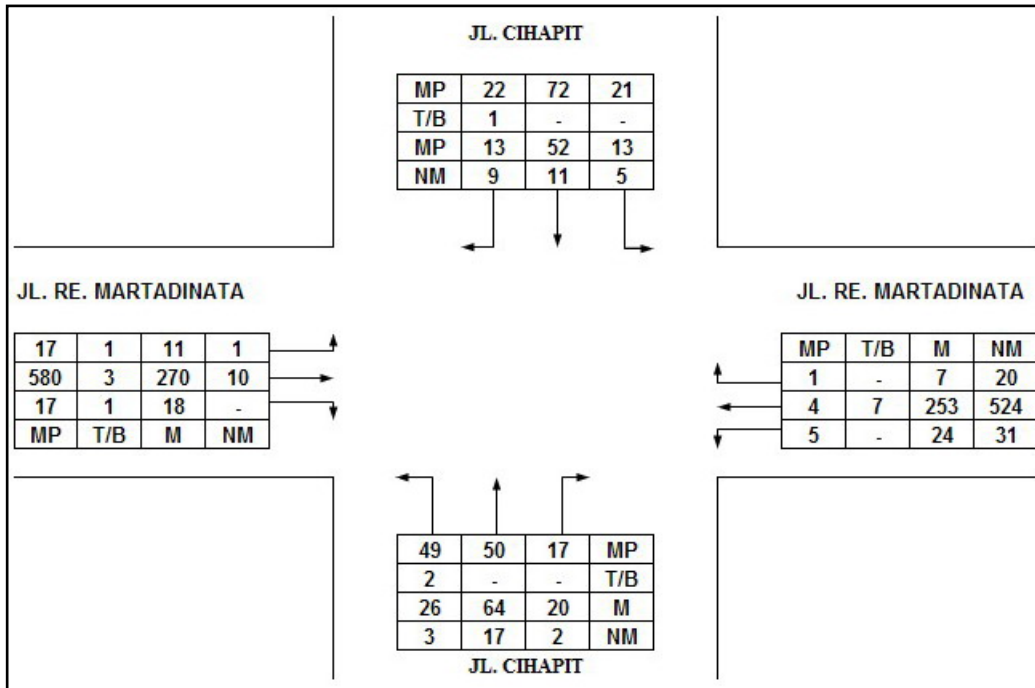 JL. CIHAPIT
MP 22 72 21
T/B 1 - -
MP 13 52 13
NM 9 11 5
JL. RE. MARTADINATA
17 1 11 1
580 3 270 10
17 1 18 -
MP T/B M NM
JL. RE. MARTADINATA
MP T/B M NM
1 - 7 20
4 7 253 524
5 - 24 31
49 50 17 MP
2 - - T/B
26 64 20 M
3 17 2 NM
JL. CIHAPIT